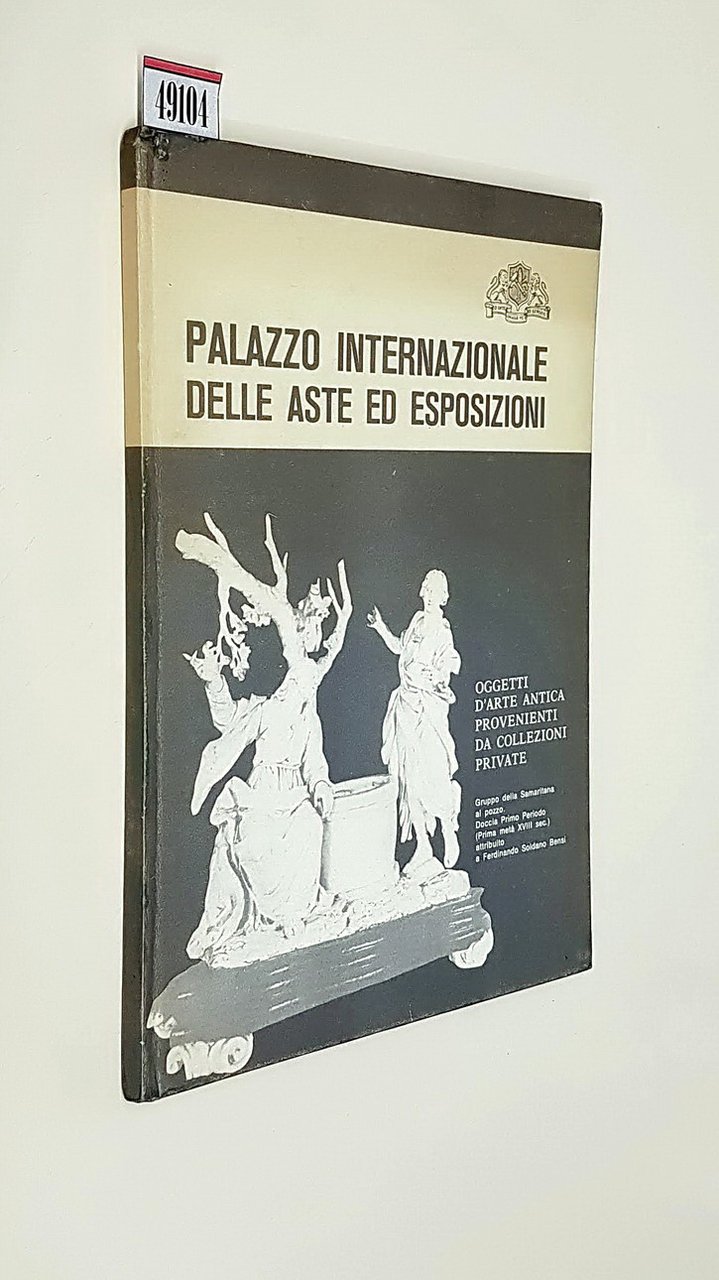 49104
PALAZZO INTERNAZIONALE
DELLE ASTE ED ESPOSIZIONI
OGGETTI
D'ARTE ANTICA
PROVENIENTI
DA COLLEZIONI
PRIVATE
Gruppo della Samaritana
al pozzo.
Doccia Primo Periodo
(Prima metà XVIII sec.)
attribuito
a Ferdinando Soldano Bensi